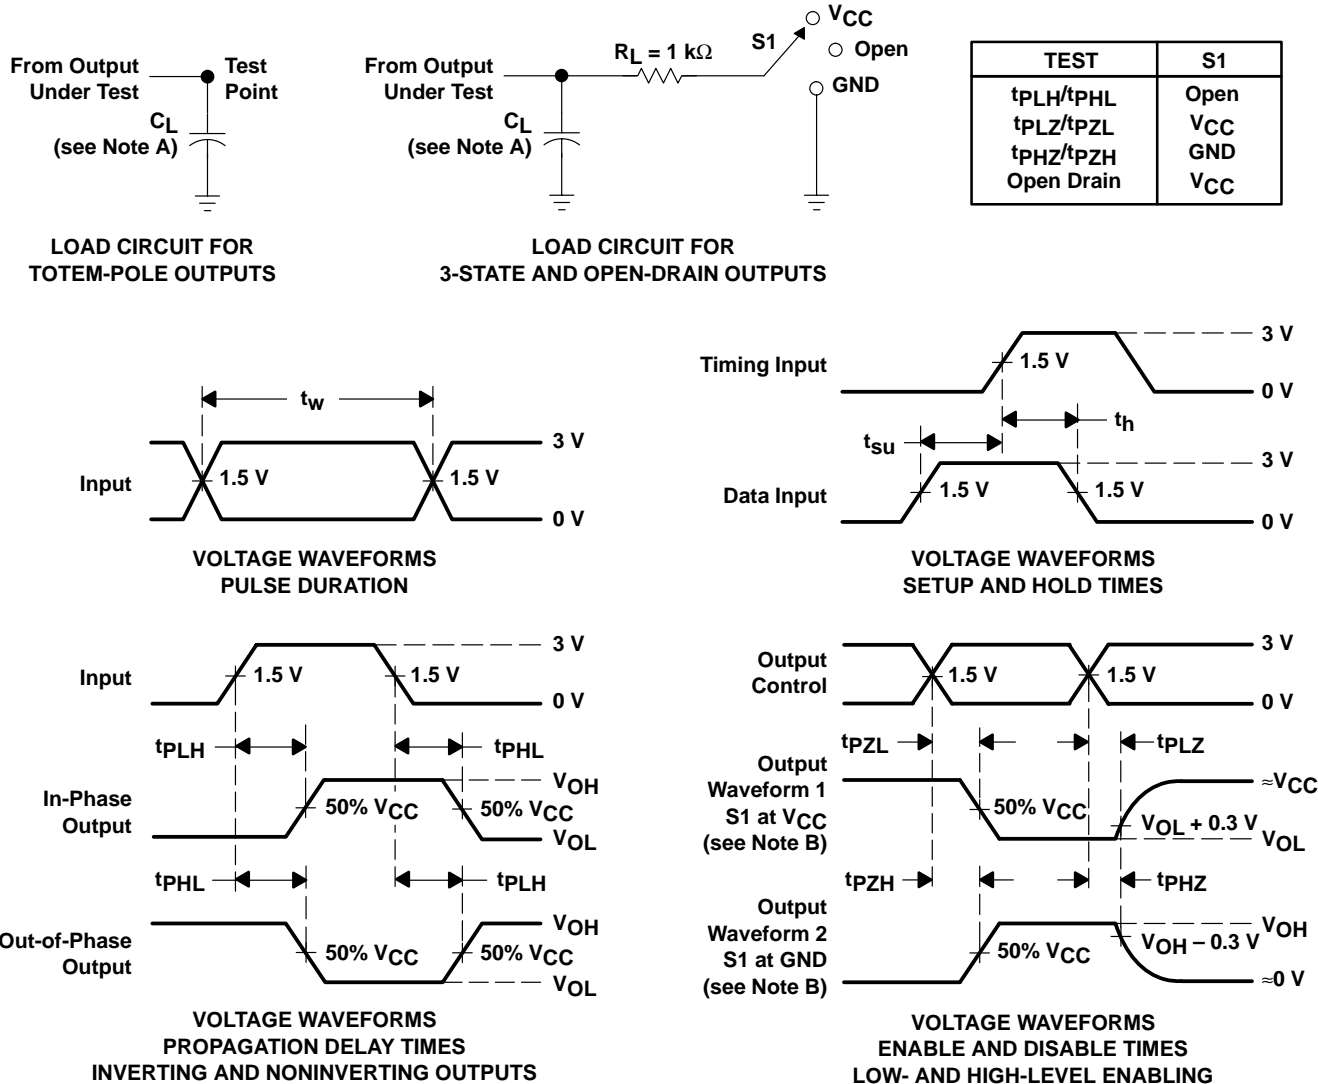 From Output
Under Test
Test
Point
CL
(see Note A)
LOAD CIRCUIT FOR
TOTEM-POLE OUTPUTS
From Output
Under Test
RL = 1 kΩ
S1
VCC
Open
GND
CL
(see Note A)
LOAD CIRCUIT FOR
3-STATE AND OPEN-DRAIN OUTPUTS
TEST S1
tPLH/tPHL Open
tPLZ/tPZL VCC
tPHZ/tPZH GND
Open Drain VCC
tw
Input
1.5 V
1.5 V
3 V
0 V
VOLTAGE WAVEFORMS
PULSE DURATION
Timing Input
1.5 V
3 V
0 V
th
tsu
Data Input
1.5 V
1.5 V
3 V
0 V
VOLTAGE WAVEFORMS
SETUP AND HOLD TIMES
Input
1.5 V
1.5 V
3 V
0 V
tPLH
tPHL
In-Phase
Output
50% VCC
50% VCC
VOH
VOL
tPHL
tPLH
Out-of-Phase
Output
50% VCC
50% VCC
VOH
VOL
VOLTAGE WAVEFORMS
PROPAGATION DELAY TIMES
INVERTING AND NONINVERTING OUTPUTS
Output
Control
1.5 V
1.5 V
3 V
0 V
tPZL
tPLZ
Output
Waveform 1
S1 at VCC
(see Note B)
50% VCC
VOL + 0.3 V
≈VCC
VOL
tPZH
tPHZ
Output
Waveform 2
S1 at GND
(see Note B)
50% VCC
VOH − 0.3 V
VOH
≈0 V
VOLTAGE WAVEFORMS
ENABLE AND DISABLE TIMES
LOW- AND HIGH-LEVEL ENABLING